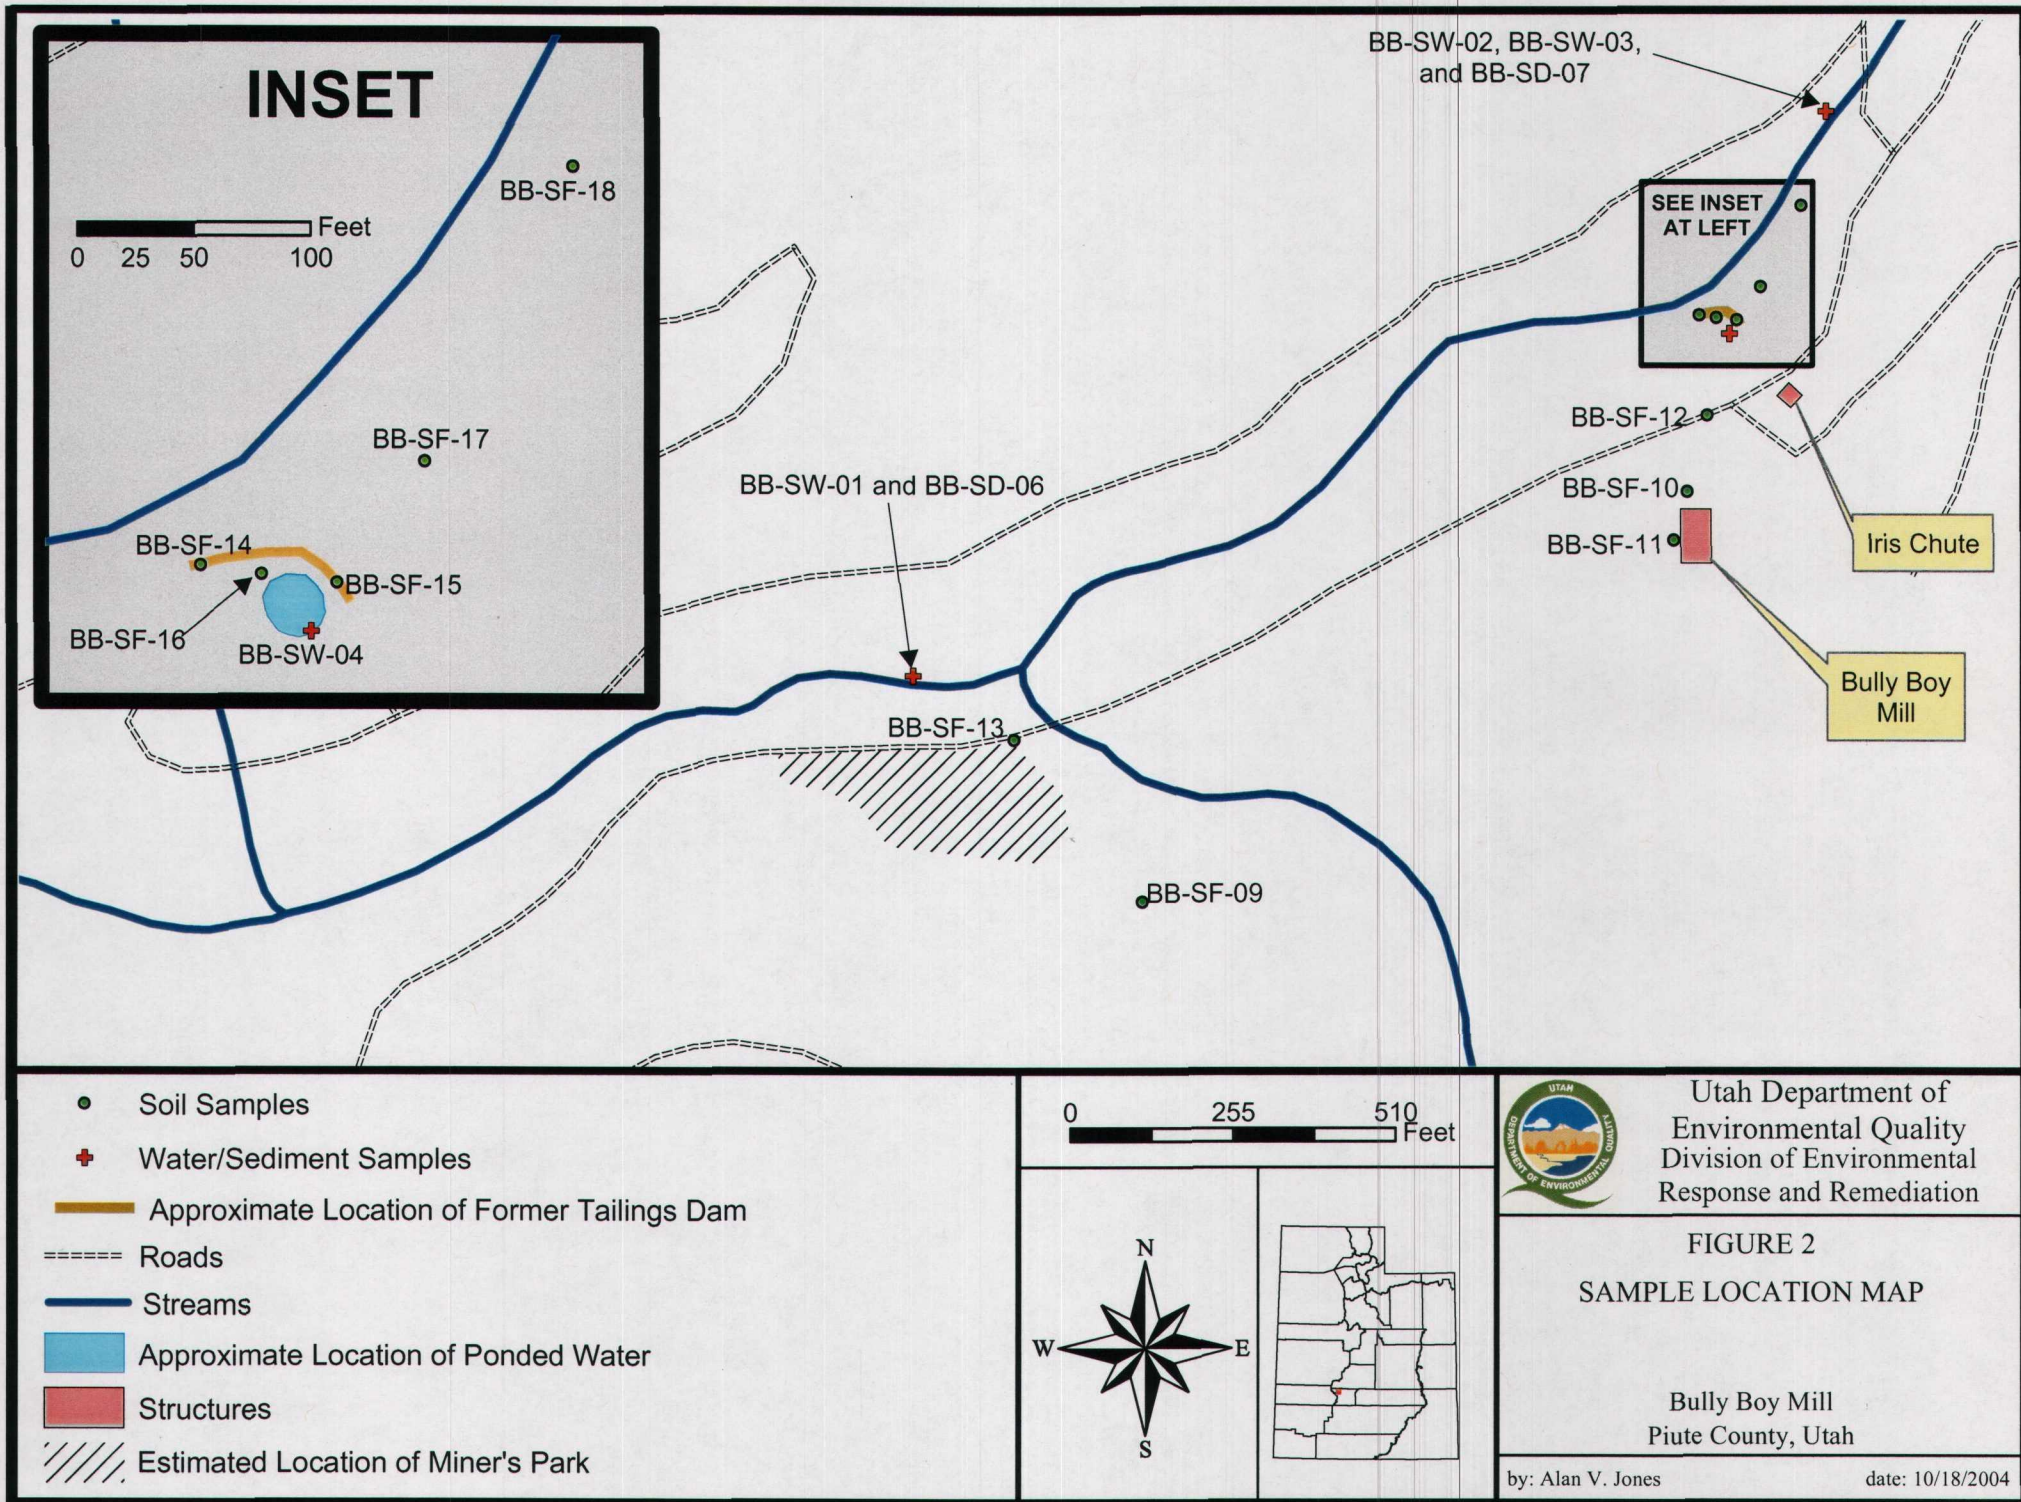 INSET
BB-SF-18
Feet
0 25 50 100
BB-SF-17
BB-SF-14
BB-SF-15
BB-SF-16
BB-SW-04
BB-SW-02, BB-SW-03,
and BB-SD-07
SEE INSET
AT LEFT
BB-SF-12
BB-SW-01 and BB-SD-06
BB-SF-10
BB-SF-11
Iris Chute
Bully Boy
Mill
BB-SF-13
BB-SF-09
Soil Samples
Water/Sediment Samples
Approximate Location of Former Tailings Dam
Roads
Streams
Approximate Location of Ponded Water
Structures
Estimated Location of Miner's Park
0 255 510
Feet
N
W E
S
UTAH
DEPARTMENT OF ENVIRONMENTAL QUALITY
Utah Department of
Environmental Quality
Division of Environmental
Response and Remediation
FIGURE 2
SAMPLE LOCATION MAP
Bully Boy Mill
Piute County, Utah
by: Alan V. Jones date: 10/18/2004